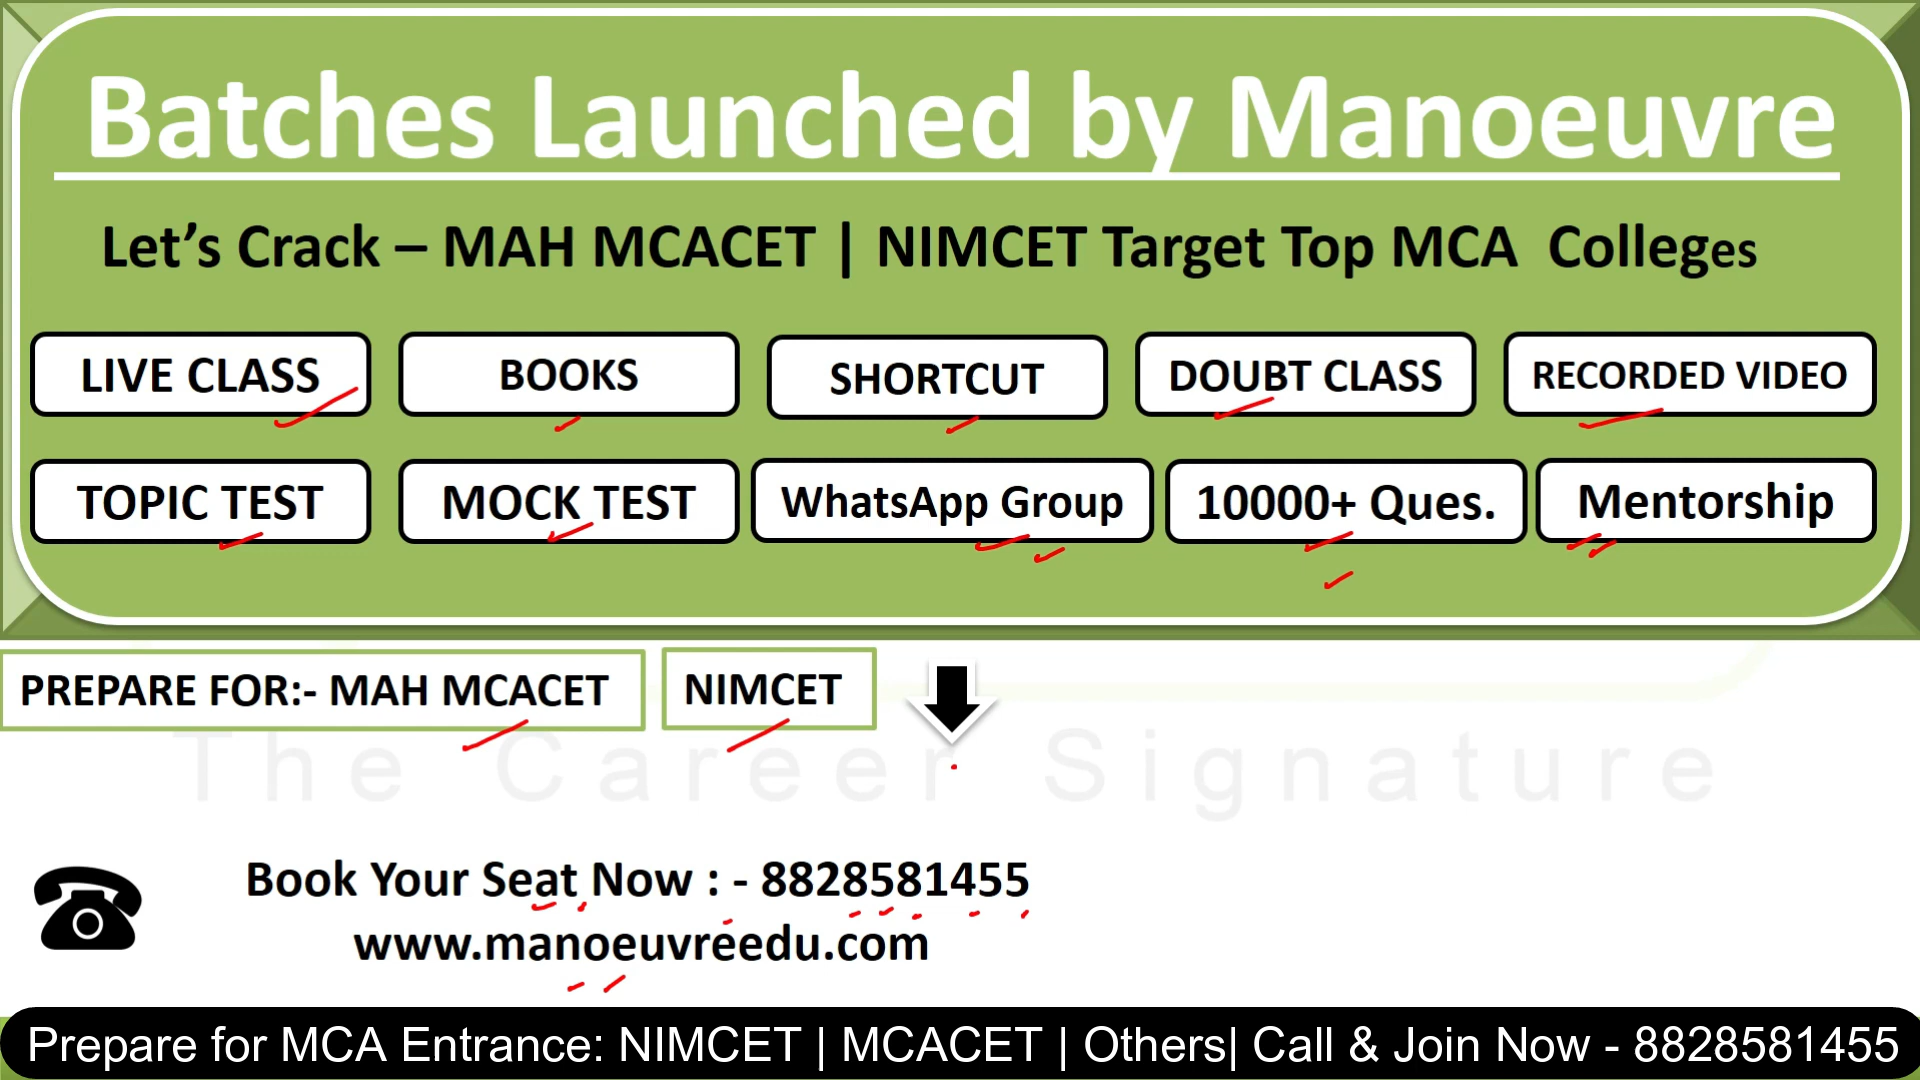 Batches Launched by Manoeuvre
Let’s Crack – MAH MCACET | NIMCET Target Top MCA Colleges
LIVE CLASS
BOOKS
SHORTCUT
DOUBT CLASS
RECORDED VIDEO
TOPIC TEST
MOCK TEST
WhatsApp Group
10000+ Ques.
Mentorship
PREPARE FOR:- MAH MCACET
NIMCET
The Career Signature
Book Your Seat Now : - 8828581455
www.manoeuvreedu.com
Prepare for MCA Entrance: NIMCET | MCACET | Others| Call & Join Now - 8828581455